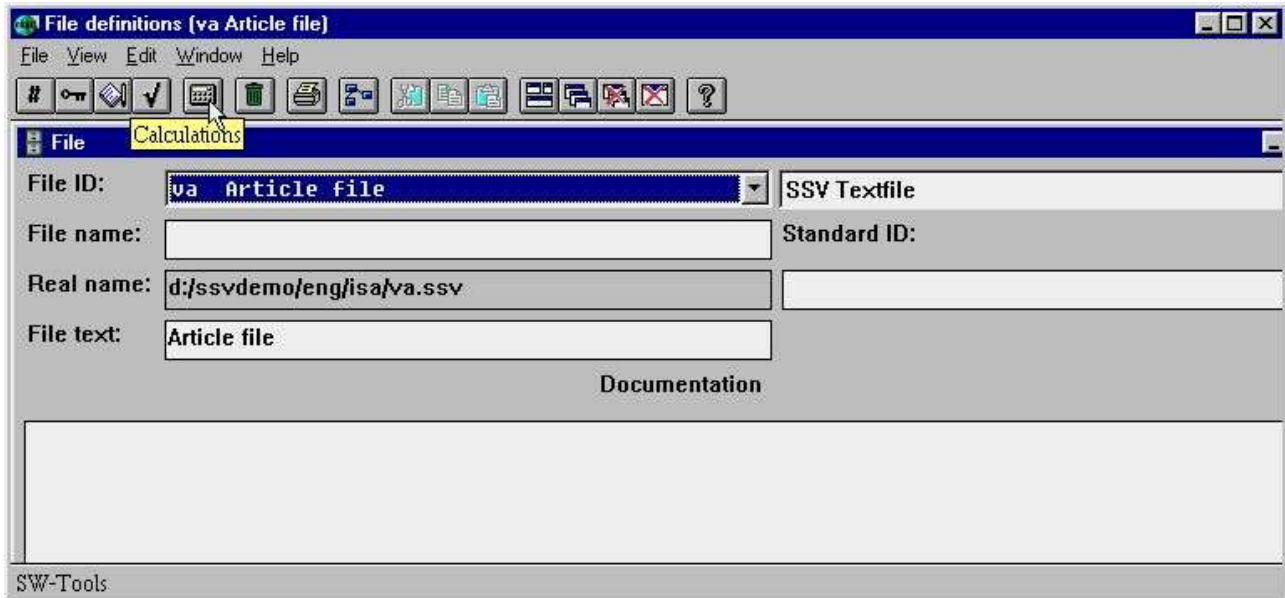 File definitions (va Article file)
File View Edit Window Help
#
?
Calculations
File
File ID: va Article file SSV Textfile
File name: Standard ID:
Real name: d:/ssvdemo/eng/isa/va.ssv
File text: Article file
Documentation
SW-Tools